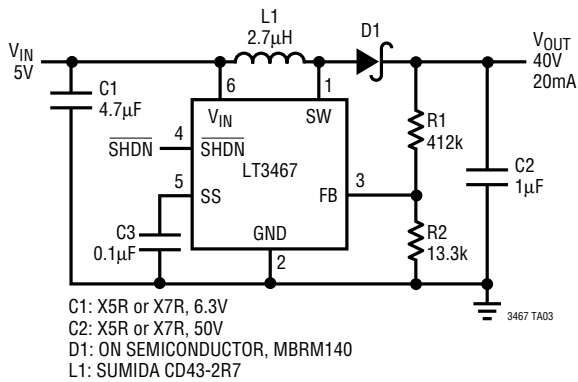 L1
2.7µH
D1
VIN
5V
VOUT
40V
20mA
C1
4.7µF
6
1
VIN
SW
R1
412k
SHDN
4
SHDN
LT3467
C2
1µF
5
SS
FB
3
C3
0.1µF
GND
2
R2
13.3k
3467 TA03
C1: X5R or X7R, 6.3V
C2: X5R or X7R, 50V
D1: ON SEMICONDUCTOR, MBRM140
L1: SUMIDA CD43-2R7